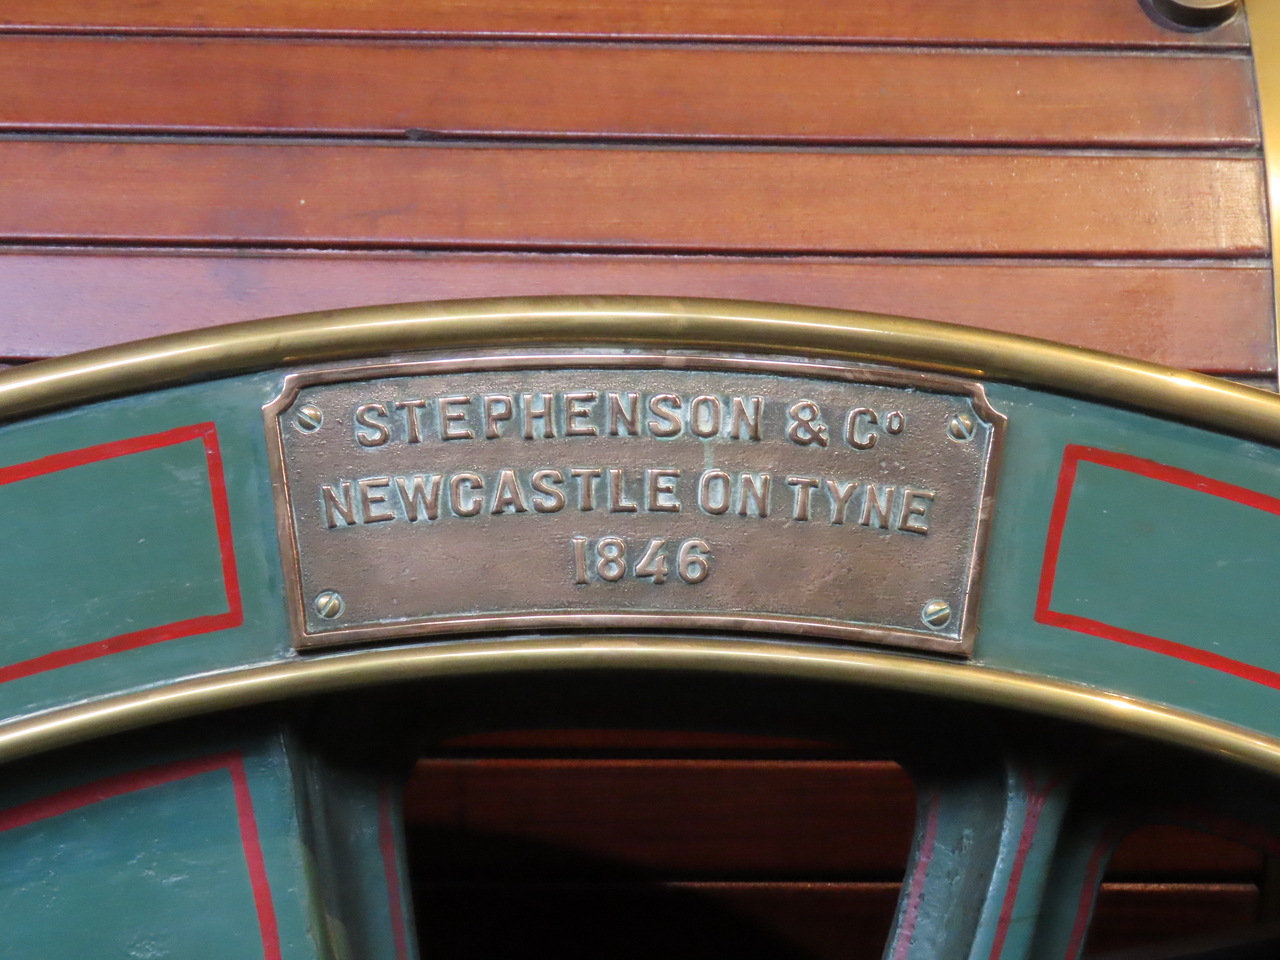 STEPHENSON & Cº
NEWCASTLE ON TYNE
1846